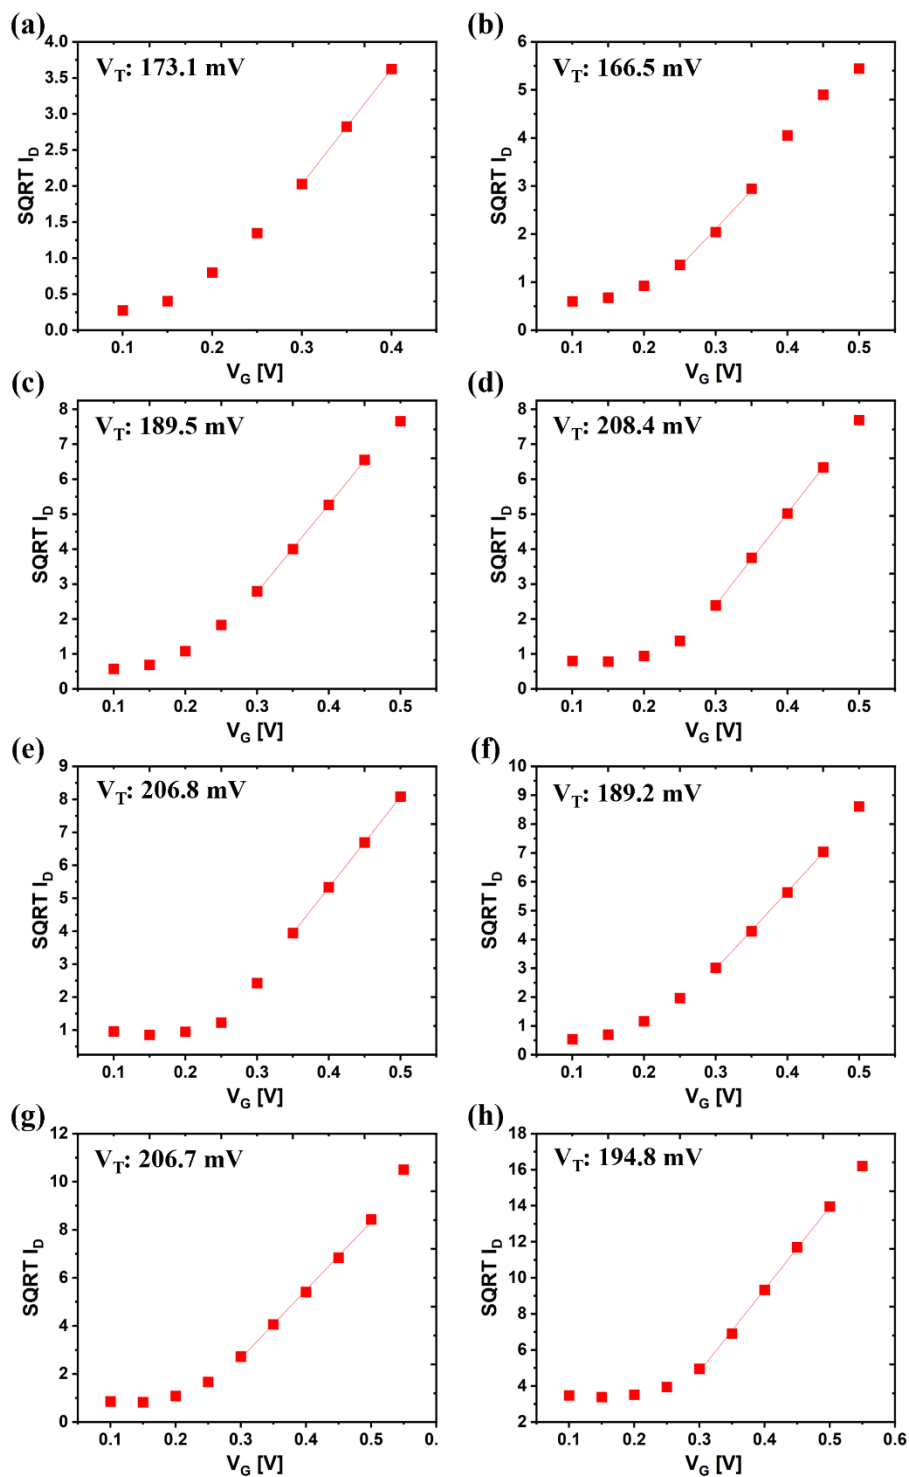 (a)
V_T: 173.1 mV
SQRT I_D
4.0
3.5
3.0
2.5
2.0
1.5
1.0
0.5
0.0
0.1 0.2 0.3 0.4
V_G [V]
(b)
V_T: 166.5 mV
SQRT I_D
6
5
4
3
2
1
0
0.1 0.2 0.3 0.4 0.5
V_G [V]
(c)
V_T: 189.5 mV
SQRT I_D
8
7
6
5
4
3
2
1
0
0.1 0.2 0.3 0.4 0.5
V_G [V]
(d)
V_T: 208.4 mV
SQRT I_D
8
7
6
5
4
3
2
1
0
0.1 0.2 0.3 0.4 0.5
V_G [V]
(e)
V_T: 206.8 mV
SQRT I_D
9
8
7
6
5
4
3
2
1
0.1 0.2 0.3 0.4 0.5
V_G [V]
(f)
V_T: 189.2 mV
SQRT I_D
10
9
8
7
6
5
4
3
2
1
0
0.1 0.2 0.3 0.4 0.5
V_G [V]
(g)
V_T: 206.7 mV
SQRT I_D
12
10
8
6
4
2
0
0.1 0.2 0.3 0.4 0.5 0.
V_G [V]
(h)
V_T: 194.8 mV
SQRT I_D
18
16
14
12
10
8
6
4
2
0.1 0.2 0.3 0.4 0.5 0.6
V_G [V]